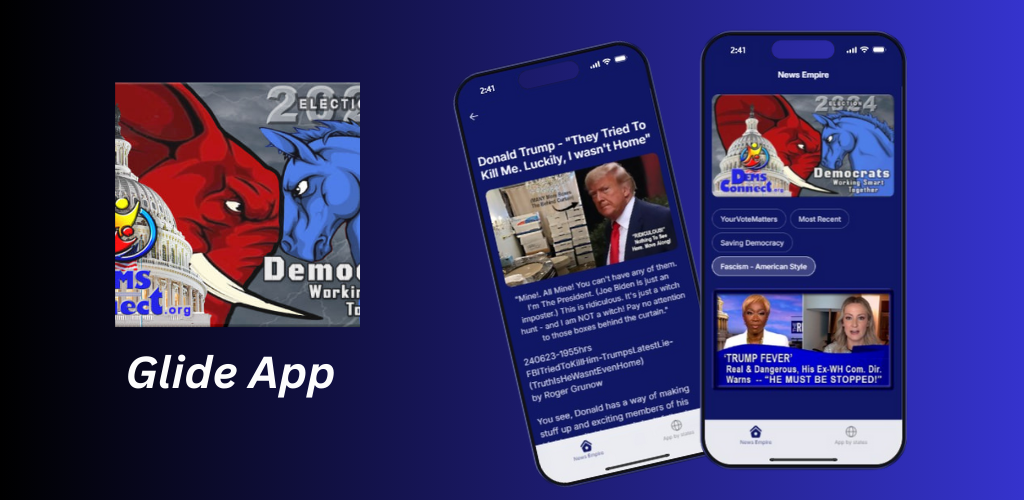 2024
ELECTION
DEMS
Connect.org
Democrats
Working
Together
Glide App
2:41
Donald Trump - "They Tried To
Kill Me. Luckily, I wasn't Home"
"RIDICULOUS!"
Nothing To See
Here. Move Along!
"Mine!. All Mine! You can't have any of them.
I'm The President. (Joe Biden is just an
imposter.) This is ridiculous. It's just a witch
hunt - and I am NOT a witch! Pay no attention
to those boxes behind the curtain."
240623-1955hrs
FBITriedToKillHim-TrumpsLatestLie-
(TruthIsHeWasntEvenHome)
by Roger Grunow
You see, Donald has a way of making
stuff up and exciting members of his
News Empire
App by states
2:41
News Empire
ELECTION
2024
DEMS
Connect.org
Democrats
Working Smart
Together
YourVoteMatters
Most Recent
Saving Democracy
Fascism - American Style
'TRUMP FEVER'
Real & Dangerous, His Ex-WH Com. Dir.
Warns -- "HE MUST BE STOPPED!"
News Empire
App by states